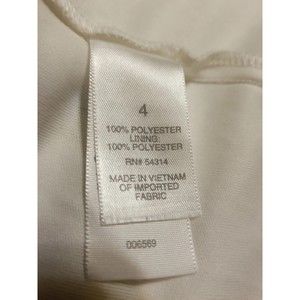 4
100% POLYESTER
LINING:
100% POLYESTER
RN# 54314
MADE IN VIETNAM
OF IMPORTED
FABRIC
006569